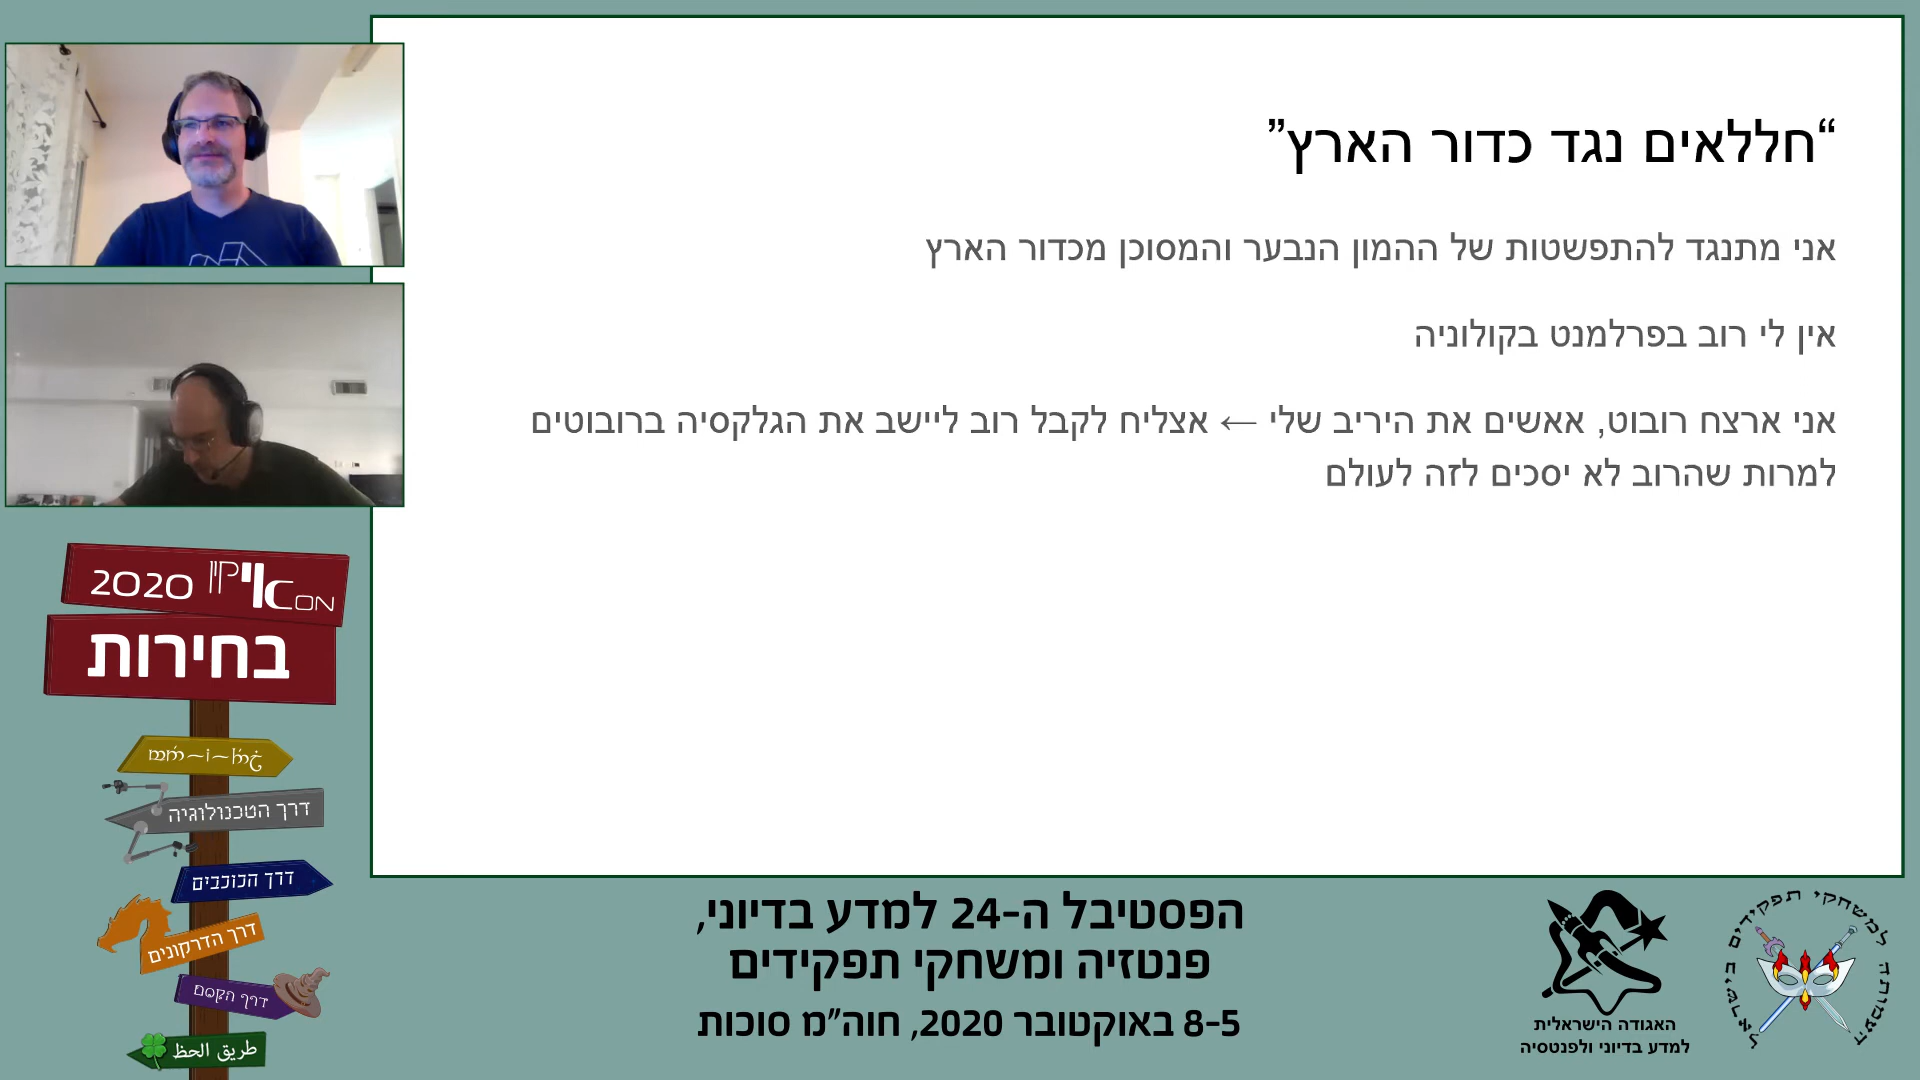 “חללאים נגד כדור הארץ”
אני מתנגד להתפשטות של ההמון הנבער והמסוכן מכדור הארץ
אין לי רוב בפרלמנט בקולוניה
אני ארצח רובוט, אאשים את היריב שלי ← אצליח לקבל רוב ליישב את הגלקסיה ברובוטים
למרות שהרוב לא יסכים לזה לעולם
אייקון CON 2020
בחירות
דרך הטכנולוגיה
דרך הכוכבים
דרך הדרקונים
דרך הקסם
طريق الحظ
הפסטיבל ה-24 למדע בדיוני,
פנטזיה ומשחקי תפקידים
5-8 באוקטובר 2020, חוה”מ סוכות
האגודה הישראלית
למדע בדיוני ולפנטסיה
העמותה למשחקי תפקידים בישראל